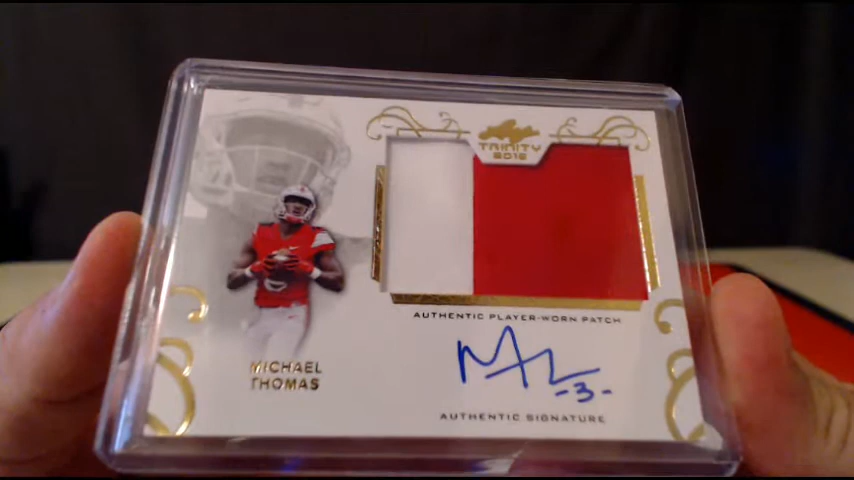 TRINITY
2016
AUTHENTIC PLAYER-WORN PATCH
MICHAEL
THOMAS
-3-
AUTHENTIC SIGNATURE